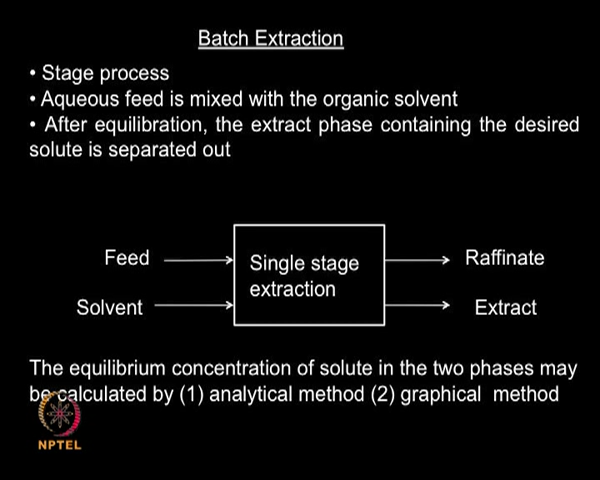 Batch Extraction
• Stage process
• Aqueous feed is mixed with the organic solvent
• After equilibration, the extract phase containing the desired
solute is separated out
Feed
Single stage
extraction
Raffinate
Solvent
Extract
The equilibrium concentration of solute in the two phases may
be calculated by (1) analytical method (2) graphical method
NPTEL